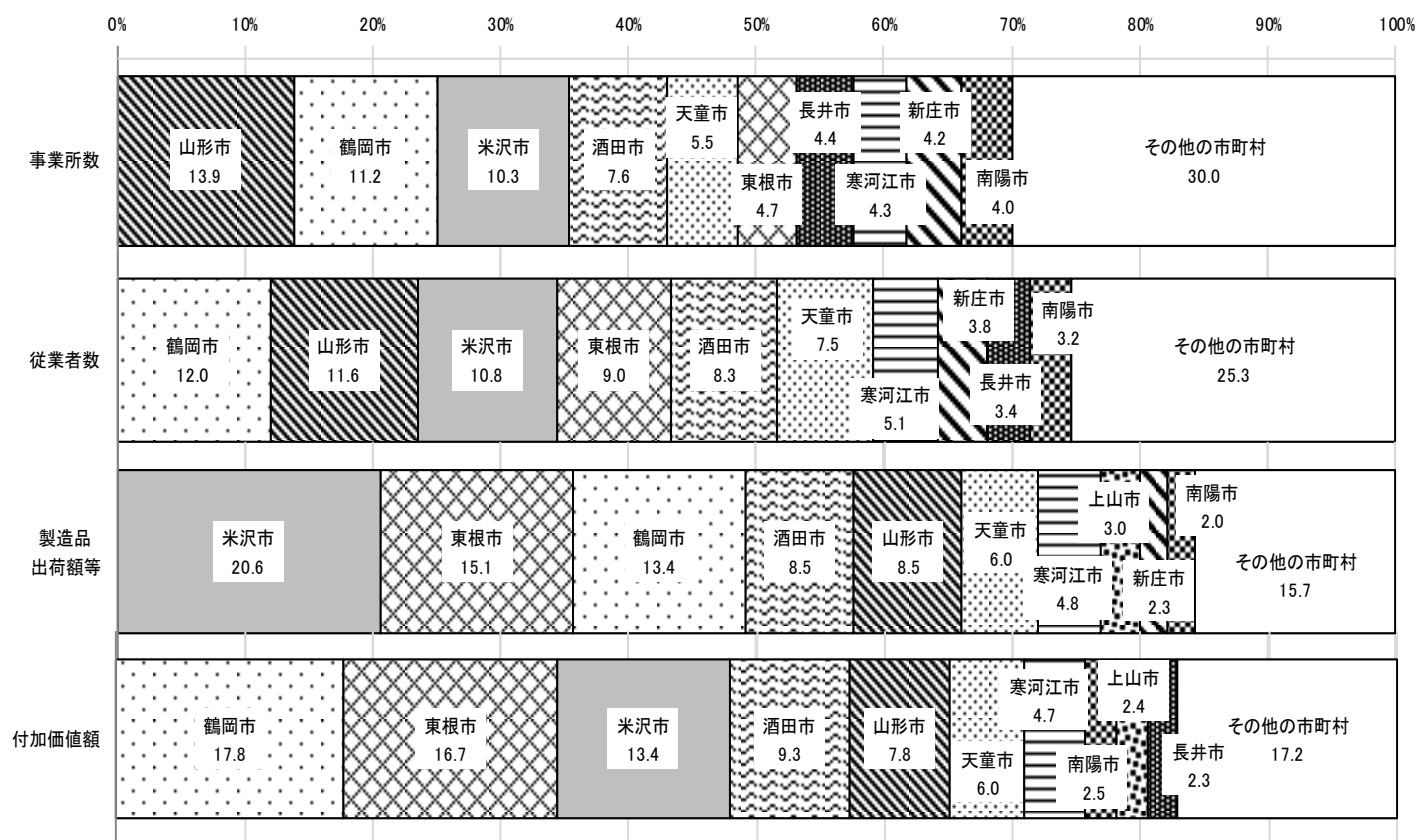 0%
10%
20%
30%
40%
50%
60%
70%
80%
90%
100%
事業所数
山形市
13.9
鶴岡市
11.2
米沢市
10.3
酒田市
7.6
天童市
5.5
東根市
4.7
長井市
4.4
寒河江市
4.3
新庄市
4.2
南陽市
4.0
その他の市町村
30.0
従業者数
鶴岡市
12.0
山形市
11.6
米沢市
10.8
東根市
9.0
酒田市
8.3
天童市
7.5
寒河江市
5.1
新庄市
3.8
長井市
3.4
南陽市
3.2
その他の市町村
25.3
製造品
出荷額等
米沢市
20.6
東根市
15.1
鶴岡市
13.4
酒田市
8.5
山形市
8.5
天童市
6.0
寒河江市
4.8
上山市
3.0
新庄市
2.3
南陽市
2.0
その他の市町村
15.7
付加価値額
鶴岡市
17.8
東根市
16.7
米沢市
13.4
酒田市
9.3
山形市
7.8
天童市
6.0
寒河江市
4.7
南陽市
2.5
上山市
2.4
長井市
2.3
その他の市町村
17.2